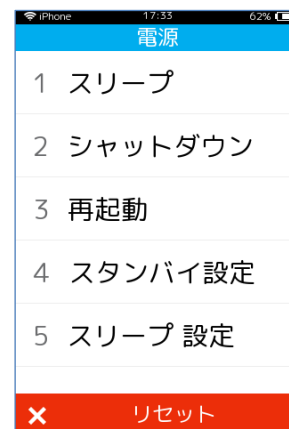 iPhone 17:33 62%
電源
1 スリープ
2 シャットダウン
3 再起動
4 スタンバイ設定
5 スリープ 設定
× リセット